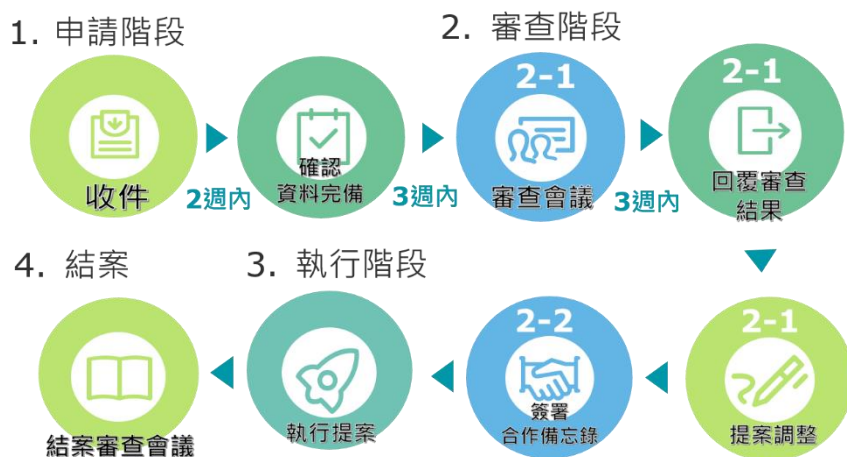 1. 申請階段
2. 審查階段
收件
2週內
確認
資料完備
3週內
2-1
審查會議
3週內
2-1
回覆審查
結果
4. 結案
3. 執行階段
結案審查會議
執行提案
2-2
簽署
合作備忘錄
2-1
提案調整